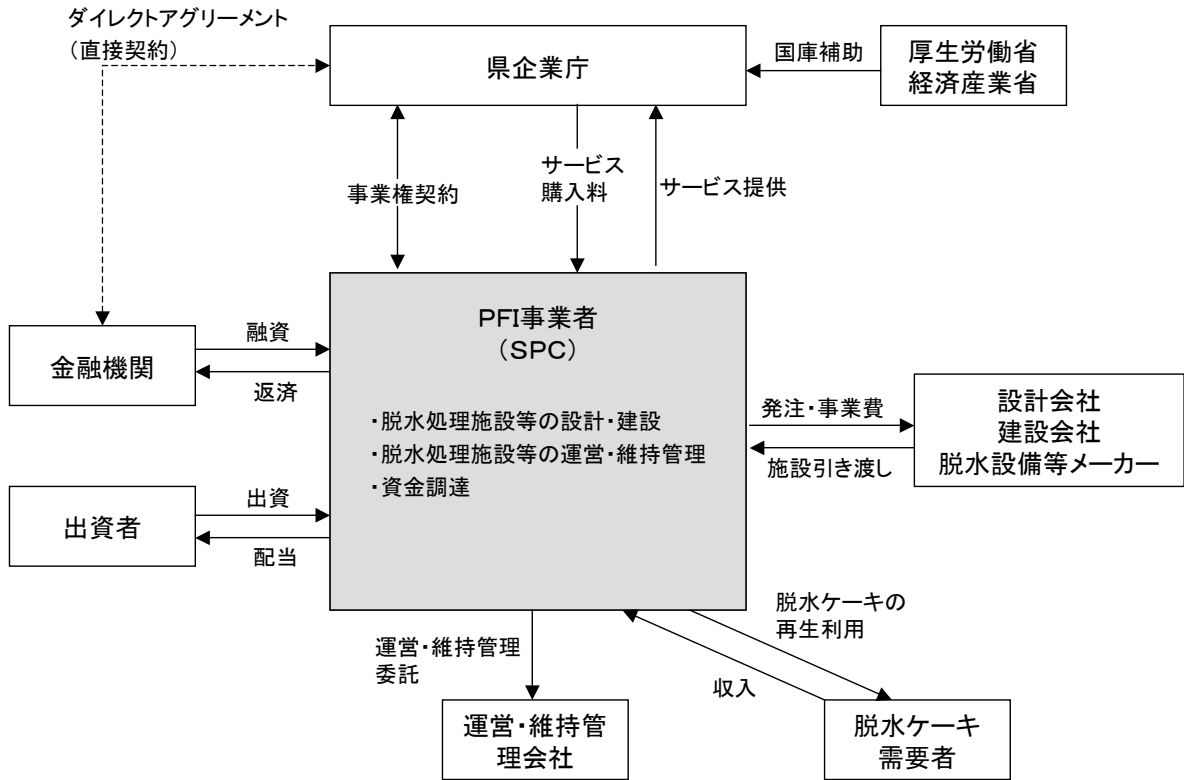 ダイレクトアグリーメント
（直接契約）
県企業庁
国庫補助
厚生労働省
経済産業省
事業権契約
サービス
購入料
サービス提供
金融機関
融資
返済
PFI事業者
（SPC）
・脱水処理施設等の設計・建設
・脱水処理施設等の運営・維持管理
・資金調達
発注・事業費
施設引き渡し
設計会社
建設会社
脱水設備等メーカー
出資者
出資
配当
運営・維持管理
委託
脱水ケーキの
再生利用
収入
運営・維持管
理会社
脱水ケーキ
需要者